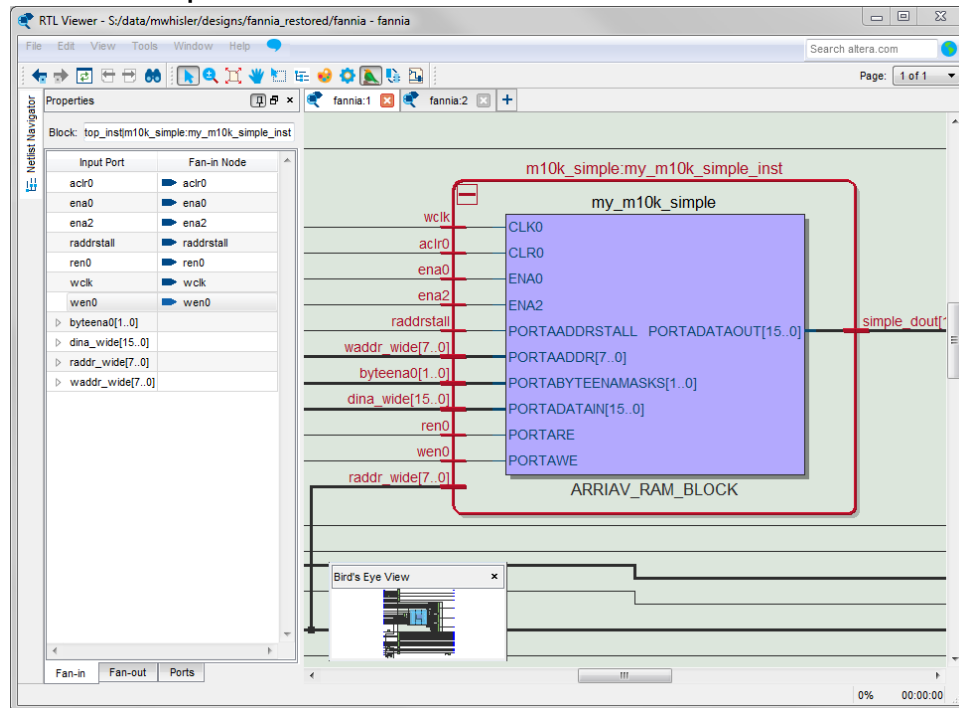 RTL Viewer - S:/data/mwhisler/designs/fannia_restored/fannia - fannia
File Edit View Tools Window Help
Search altera.com
Page: 1 of 1
Netlist Navigator
Properties
fannia:1
fannia:2
Block: top_inst|m10k_simple:my_m10k_simple_inst
Input Port Fan-in Node
aclr0 aclr0
ena0 ena0
ena2 ena2
raddrstall raddrstall
ren0 ren0
wclk wclk
wen0 wen0
byteena0[1..0]
dina_wide[15..0]
raddr_wide[7..0]
waddr_wide[7..0]
Fan-in Fan-out Ports
m10k_simple:my_m10k_simple_inst
my_m10k_simple
wclk CLK0
aclr0 CLR0
ena0 ENA0
ena2 ENA2
raddrstall PORTAADDRSTALL PORTADATAOUT[15..0] simple_dout[1
waddr_wide[7..0] PORTAADDR[7..0]
byteena0[1..0] PORTABYTEENAMASKS[1..0]
dina_wide[15..0] PORTADATAIN[15..0]
ren0 PORTARE
wen0 PORTAWE
raddr_wide[7..0]
ARRIAV_RAM_BLOCK
Bird's Eye View
0% 00:00:00